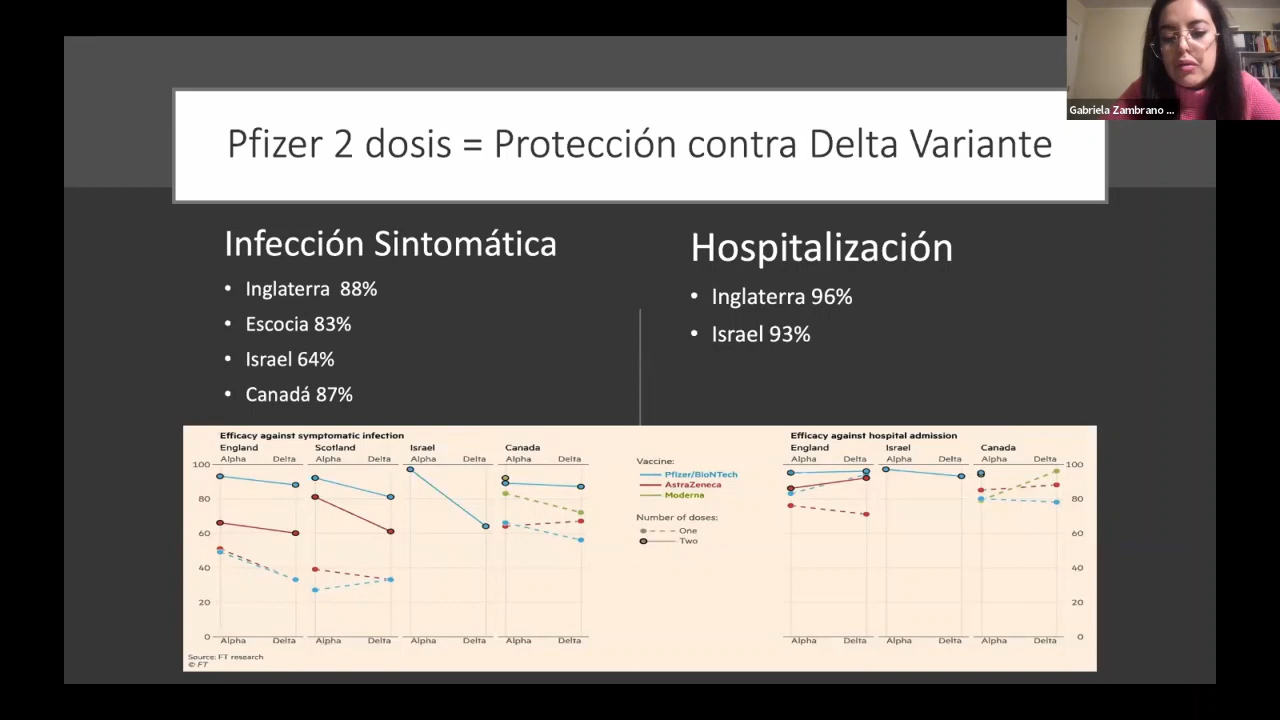 Gabriela Zambrano ...
Pfizer 2 dosis = Protección contra Delta Variante
Infección Sintomática
• Inglaterra 88%
• Escocia 83%
• Israel 64%
• Canadá 87%
Hospitalización
• Inglaterra 96%
• Israel 93%
Efficacy against symptomatic infection
England Scotland Israel Canada
Alpha Delta Alpha Delta Alpha Delta Alpha Delta
100
80
60
40
20
0
Alpha Delta Alpha Delta Alpha Delta Alpha Delta
Source: FT research
© FT
Vaccine:
Pfizer/BioNTech
AstraZeneca
Moderna
Number of doses:
One
Two
Efficacy against hospital admission
England Israel Canada
Alpha Delta Alpha Delta Alpha Delta
100
80
60
40
20
0
Alpha Delta Alpha Delta Alpha Delta